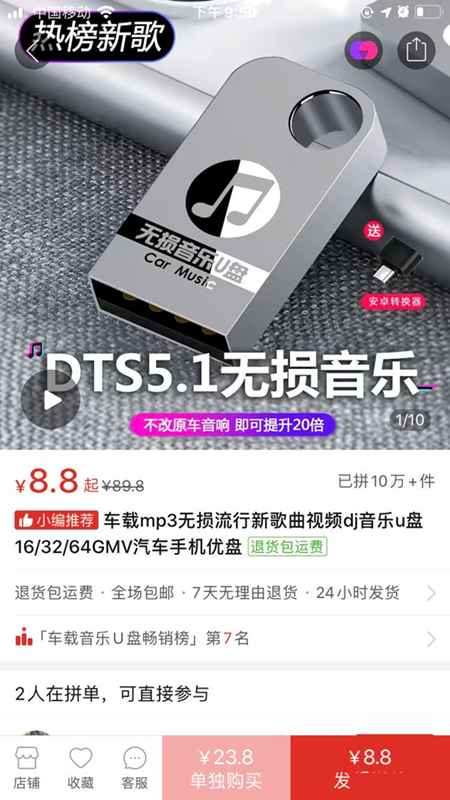 中国移动
下午9:50
热榜新歌
无损音乐U盘
Car Music
送
安卓转换器
DTS5.1无损音乐
不改原车音响 即可提升20倍
1/10
¥8.8起 ¥89.8
已拼10万+件
小编推荐 车载mp3无损流行新歌曲视频dj音乐u盘
16/32/64GMV汽车手机优盘 退货包运费
退货包运费 · 全场包邮 · 7天无理由退货 · 24小时发货
「车载音乐U盘畅销榜」第7名
2人在拼单，可直接参与
店铺
收藏
客服
¥23.8
单独购买
¥8.8
发